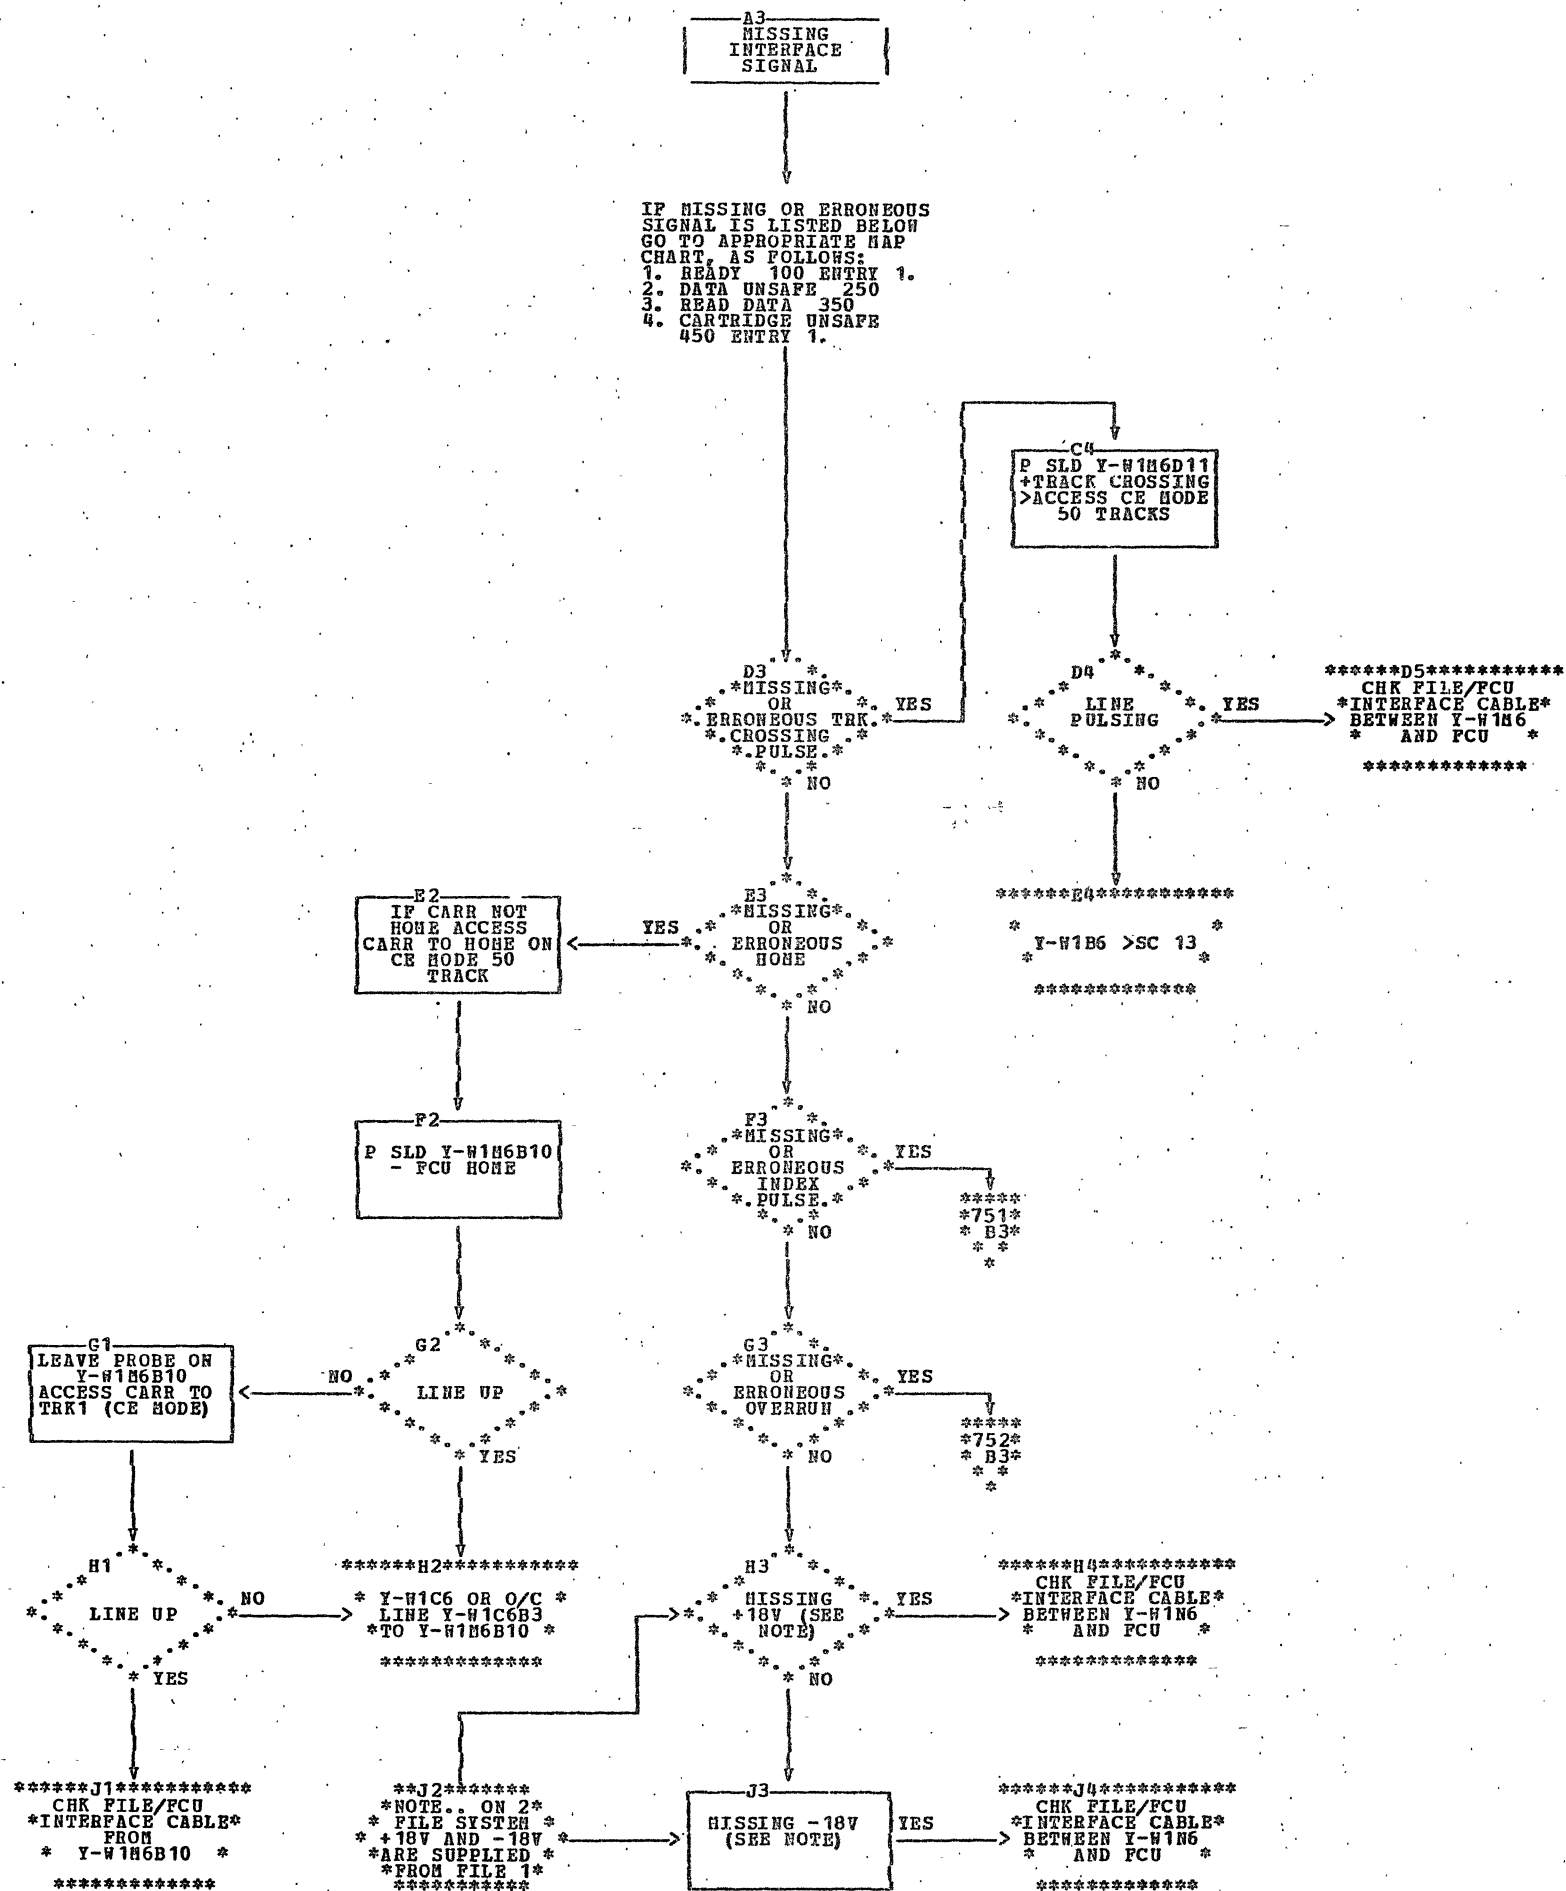 A3
MISSING
INTERFACE
SIGNAL
IF MISSING OR ERRONEOUS
SIGNAL IS LISTED BELOW
GO TO APPROPRIATE MAP
CHART, AS FOLLOWS:
1. READY 100 ENTRY 1.
2. DATA UNSAFE 250
3. READ DATA 350
4. CARTRIDGE UNSAFE
450 ENTRY 1.
C4
P SLD Y-W1M6D11
+TRACK CROSSING
>ACCESS CE MODE
50 TRACKS
D3
*MISSING*
OR
ERRONEOUS TRK.
CROSSING
PULSE
YES
NO
D4
LINE
PULSING
YES
NO
******D5***********
CHK FILE/FCU
*INTERFACE CABLE*
BETWEEN Y-W1M6
* AND FCU *
*************
E2
IF CARR NOT
HOME ACCESS
CARR TO HOME ON
CE MODE 50
TRACK
E3
*MISSING*
OR
ERRONEOUS
HOME
YES
NO
******E4***********
* *
Y-W1B6 >SC 13
* *
*************
F2
P SLD Y-W1M6B10
- FCU HOME
F3
*MISSING*
OR
ERRONEOUS
INDEX
PULSE
YES
NO
*****
*751*
* B3*
* *
*
G1
LEAVE PROBE ON
Y-W1M6B10
ACCESS CARR TO
TRK1 (CE MODE)
G2
LINE UP
NO
YES
G3
*MISSING*
OR
ERRONEOUS
OVERRUN
YES
NO
*****
*752*
* B3*
* *
*
H1
LINE UP
NO
YES
******H2***********
* Y-W1C6 OR O/C *
LINE Y-W1C6B3
*TO Y-W1M6B10 *
*************
H3
MISSING
+18V (SEE
NOTE)
YES
NO
******H4***********
CHK FILE/FCU
*INTERFACE CABLE*
BETWEEN Y-W1N6
* AND FCU *
*************
******J1***********
CHK FILE/FCU
*INTERFACE CABLE*
FROM
* Y-W1M6B10 *
*************
**J2*******
*NOTE.. ON 2*
* FILE SYSTEM *
* +18V AND -18V *
*ARE SUPPLIED *
*FROM FILE 1*
***********
J3
MISSING -18V
(SEE NOTE)
YES
******J4***********
CHK FILE/FCU
*INTERFACE CABLE*
BETWEEN Y-W1N6
* AND FCU *
*************